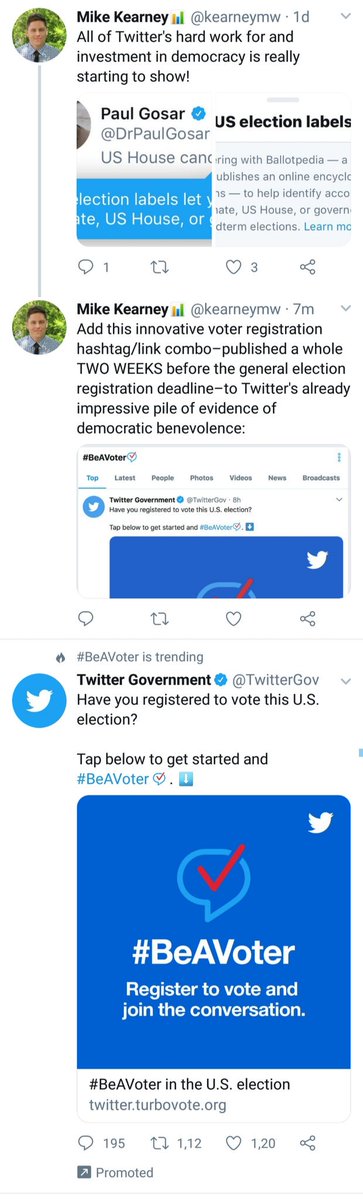 Mike Kearney📊 @kearneymw · 1d
All of Twitter's hard work for and
investment in democracy is really
starting to show!
Paul Gosar
@DrPaulGosar
US House cand
election labels let y
ate, US House, or
US election labels
ering with Ballotpedia — a
ublishes an online encyclo
ns — to help identify acco
nate, US House, or govern
dterm elections. Learn mo
1
3
Mike Kearney📊 @kearneymw · 7m
Add this innovative voter registration
hashtag/link combo–published a whole
TWO WEEKS before the general election
registration deadline–to Twitter's already
impressive pile of evidence of
democratic benevolence:
#BeAVoter
Top Latest People Photos Videos News Broadcasts
Twitter Government @TwitterGov · 8h
Have you registered to vote this U.S. election?
Tap below to get started and #BeAVoter . ⬇️
#BeAVoter is trending
Twitter Government @TwitterGov
Have you registered to vote this U.S.
election?
Tap below to get started and
#BeAVoter . ⬇️
#BeAVoter
Register to vote and
join the conversation.
#BeAVoter in the U.S. election
twitter.turbovote.org
195 1,12 1,20
Promoted